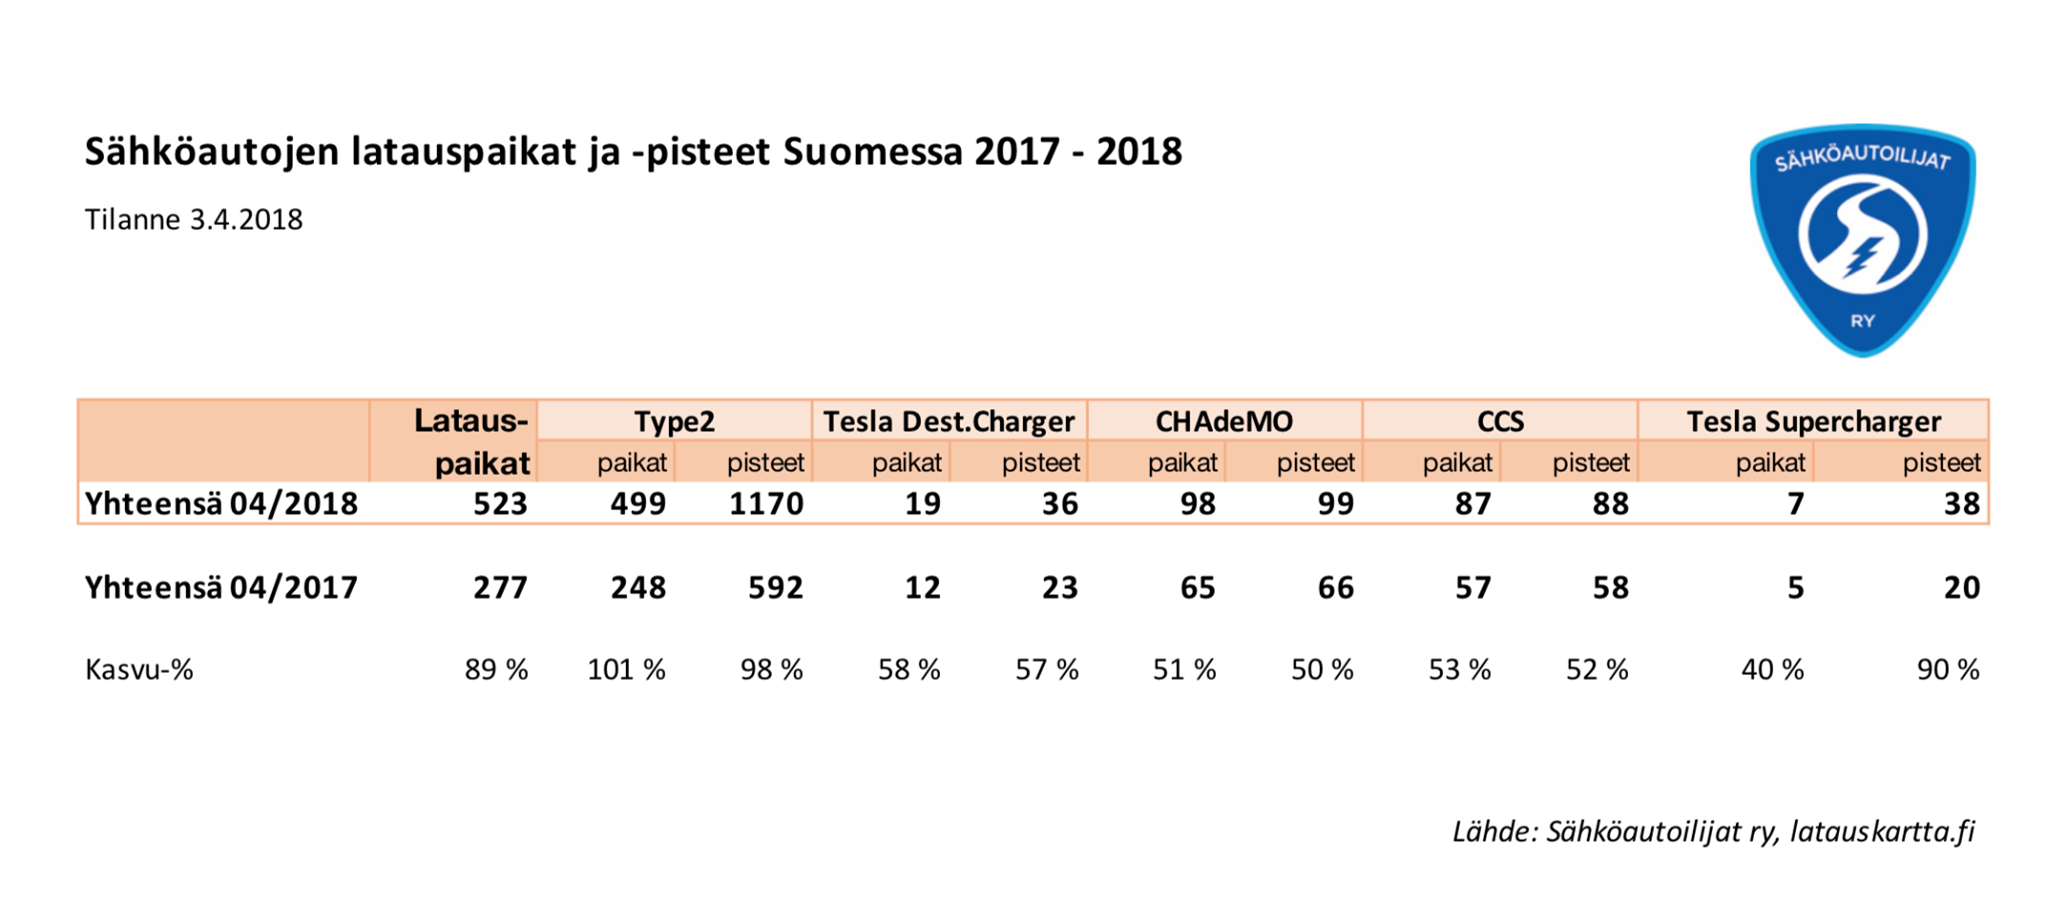 Sähköautojen latauspaikat ja -pisteet Suomessa 2017 - 2018
Tilanne 3.4.2018
SÄHKÖAUTOILIJAT
RY
Lataus- Type2 Tesla Dest.Charger CHAdeMO CCS Tesla Supercharger
paikat paikat pisteet paikat pisteet paikat pisteet paikat pisteet paikat pisteet
Yhteensä 04/2018 523 499 1170 19 36 98 99 87 88 7 38
Yhteensä 04/2017 277 248 592 12 23 65 66 57 58 5 20
Kasvu-% 89 % 101 % 98 % 58 % 57 % 51 % 50 % 53 % 52 % 40 % 90 %
Lähde: Sähköautoilijat ry, latauskartta.fi